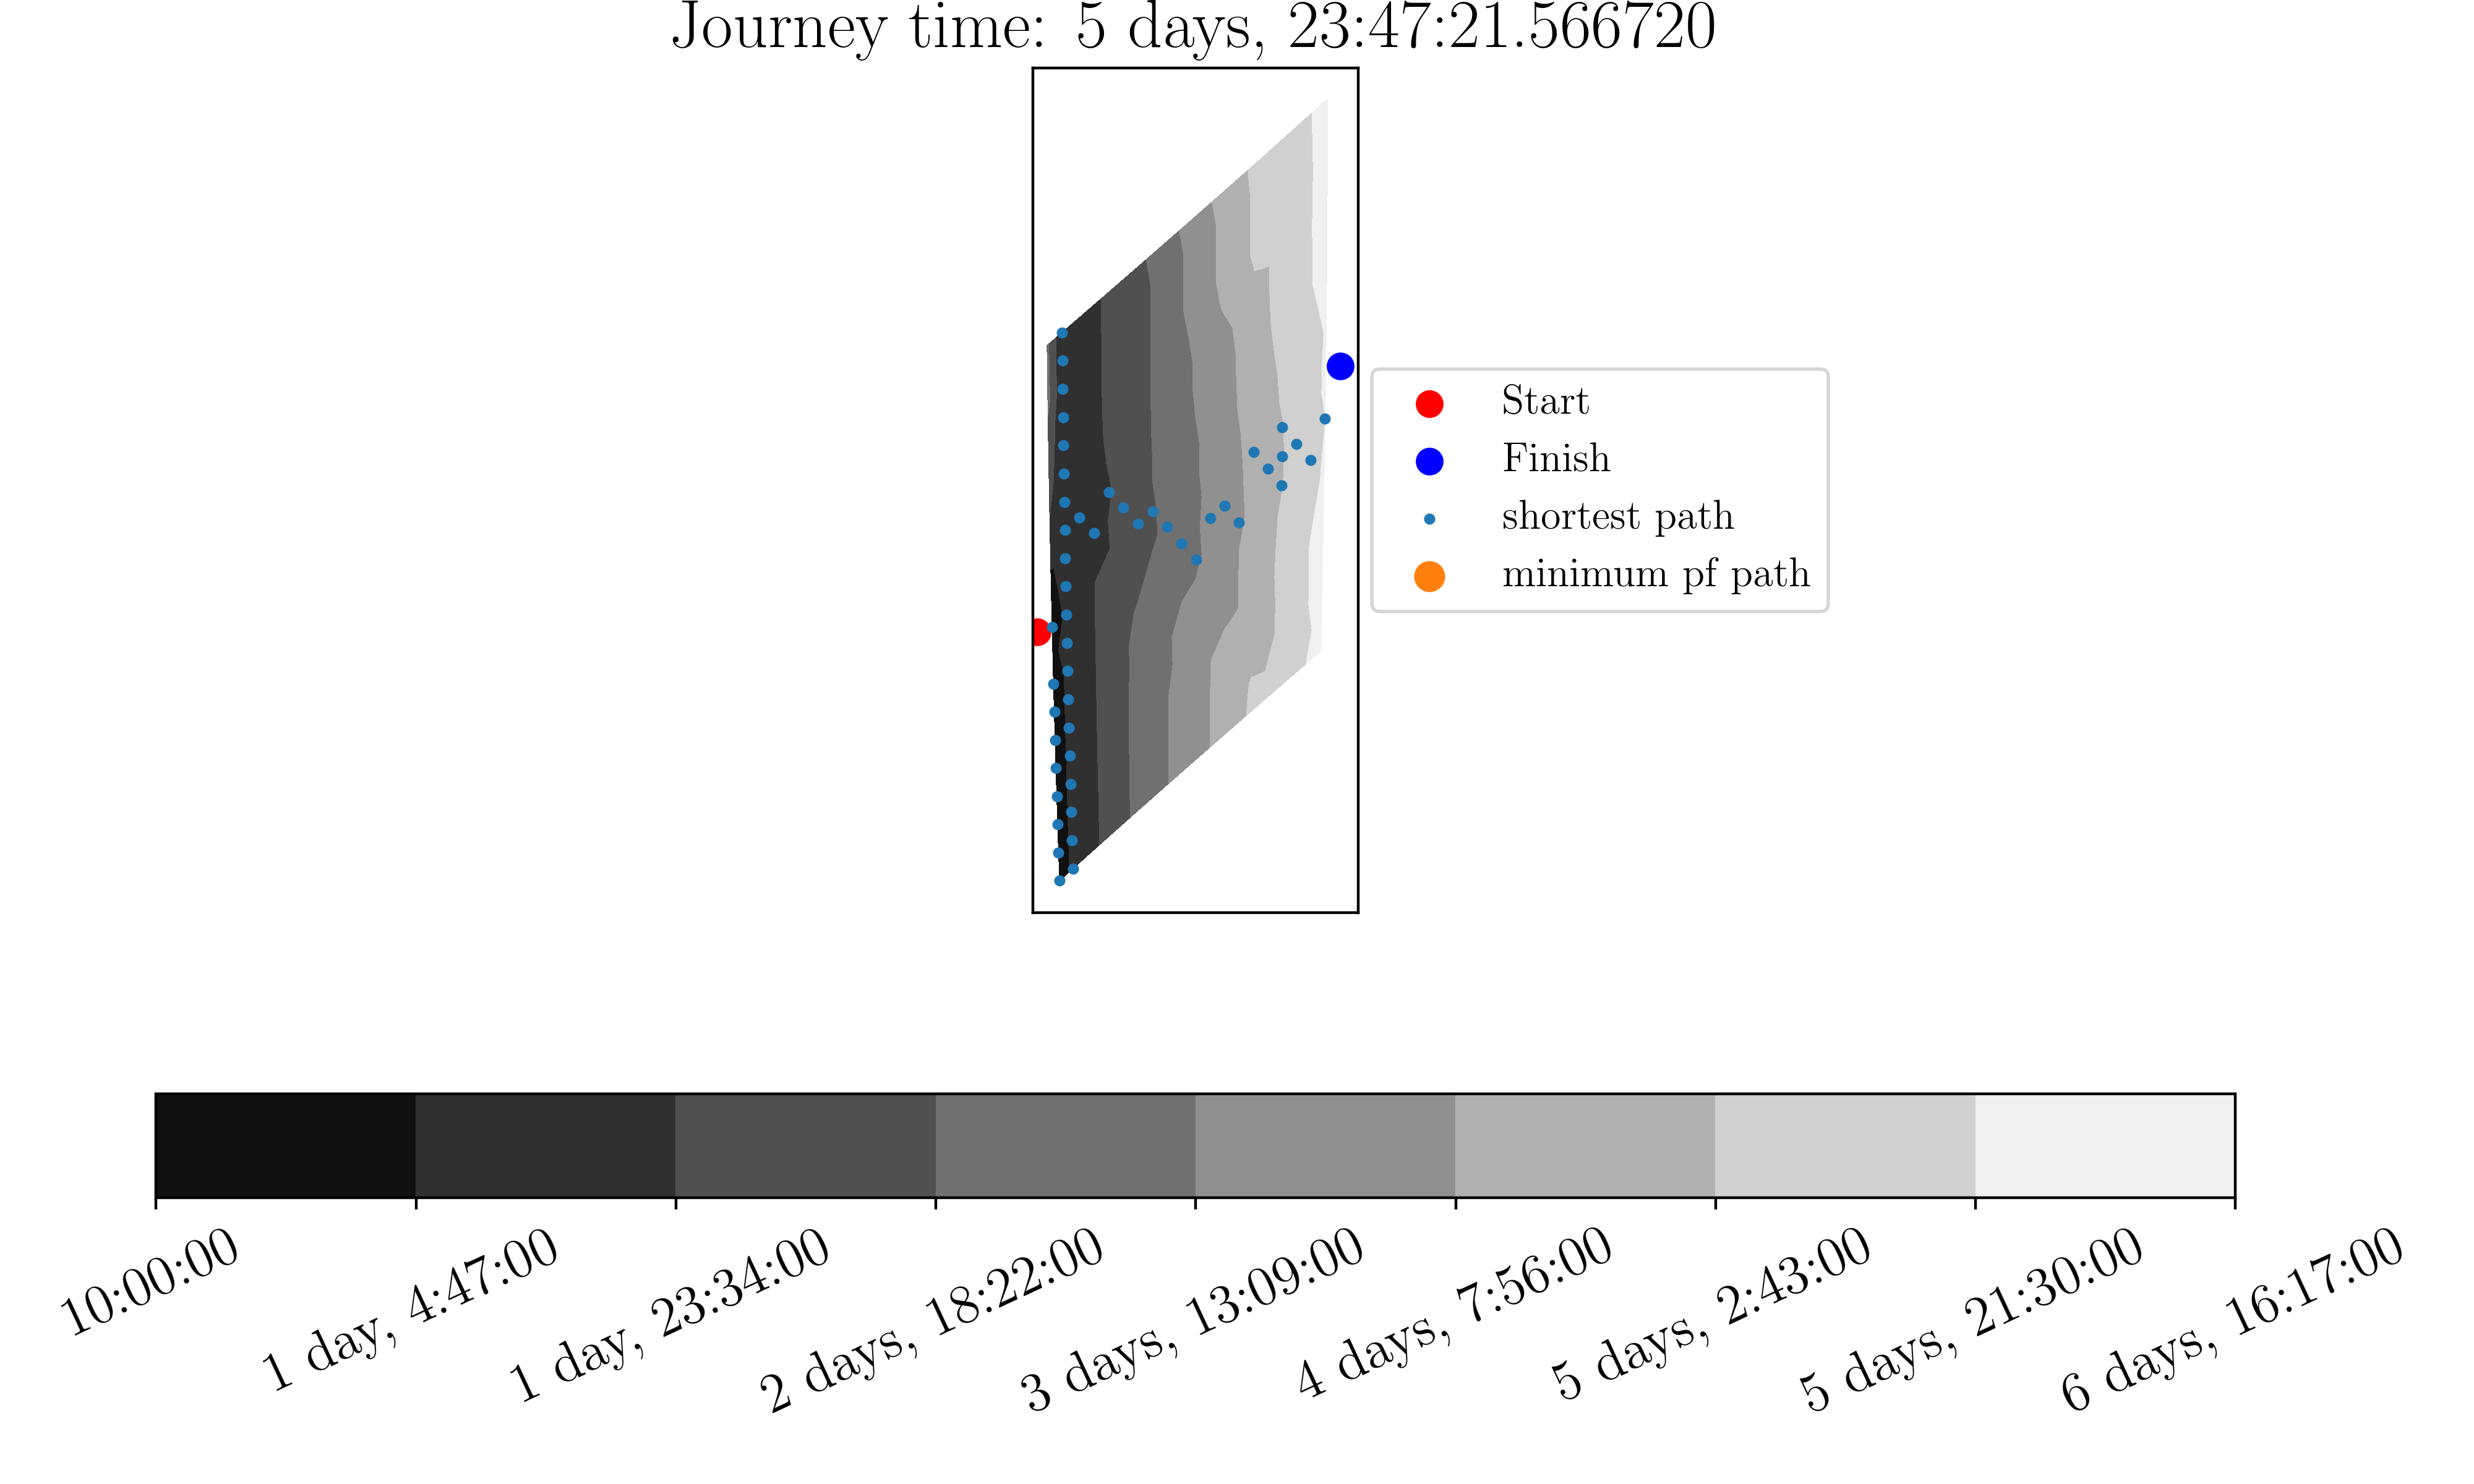 Journey time: 5 days, 23:47:21.566720
Start
Finish
shortest path
minimum pf path
10:00:00
1 day, 4:47:00
1 day, 23:34:00
2 days, 18:22:00
3 days, 13:09:00
4 days, 7:56:00
5 days, 2:43:00
5 days, 21:30:00
6 days, 16:17:00